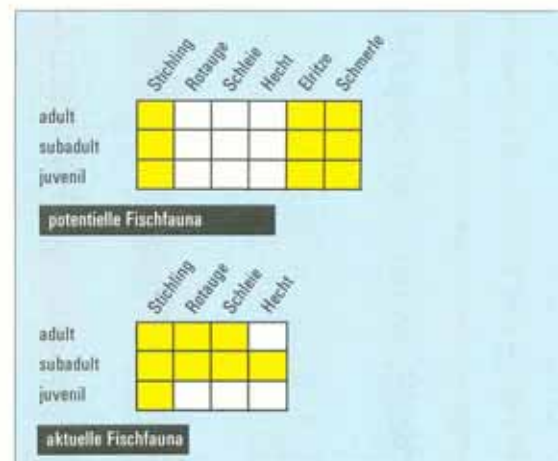 Stichling Rotauge Schleie Hecht Elritze Schmerle
adult
subadult
juvenil
potentielle Fischfauna
Stichling Rotauge Schleie Hecht
adult
subadult
juvenil
aktuelle Fischfauna